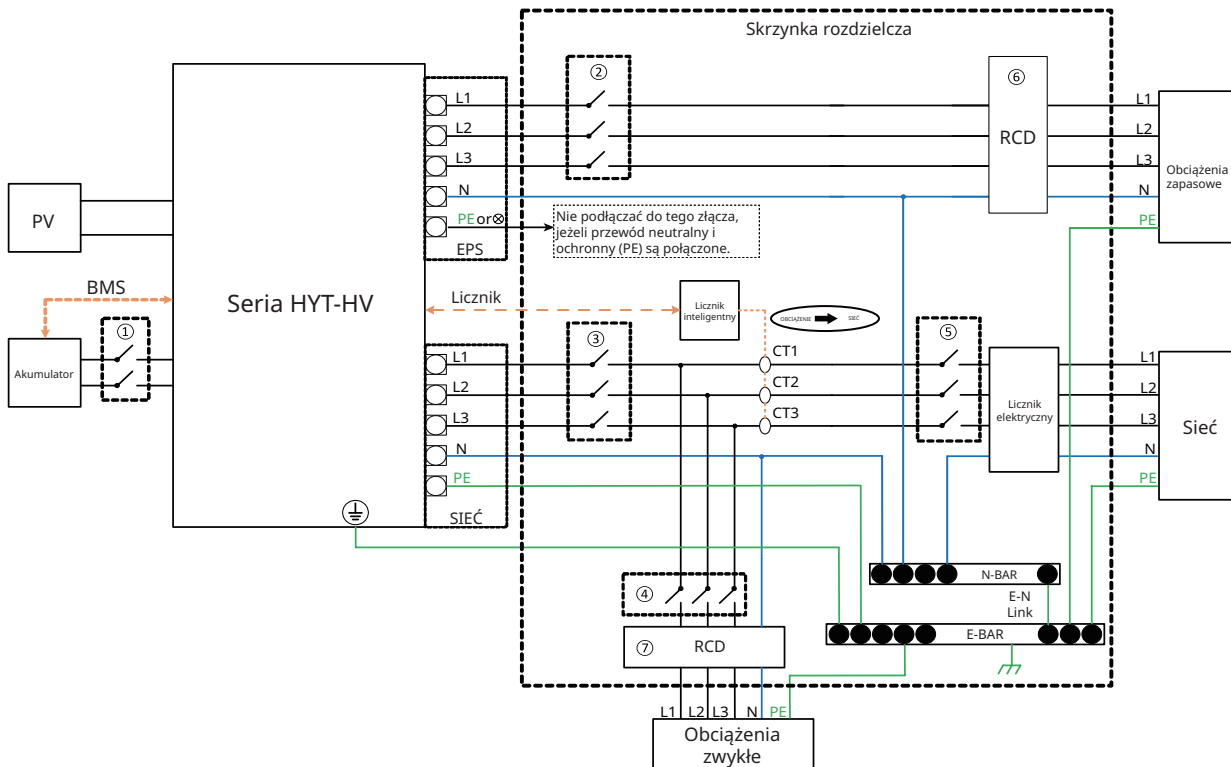 Skrzynka rozdzielcza
②
⑥
L1
L1
L2
RCD
L2
L3
L3
Obciążenia
zapasowe
N
N
PE or ⊗
PE
EPS
Nie podłączać do tego złącza,
jeżeli przewód neutralny i
ochronny (PE) są połączone.
PV
BMS
Seria HYT-HV
Licznik
Licznik
inteligentny
OBCIĄŻENIE
SIEĆ
①
Akumulator
③
⑤
L1
CT1
L1
L2
CT2
L2
L3
CT3
L3
Licznik
elektryczny
Sieć
N
N
PE
PE
SIEĆ
N-BAR
E-N
Link
④
E-BAR
⑦
RCD
L1 L2 L3 N PE
Obciążenia
zwykłe